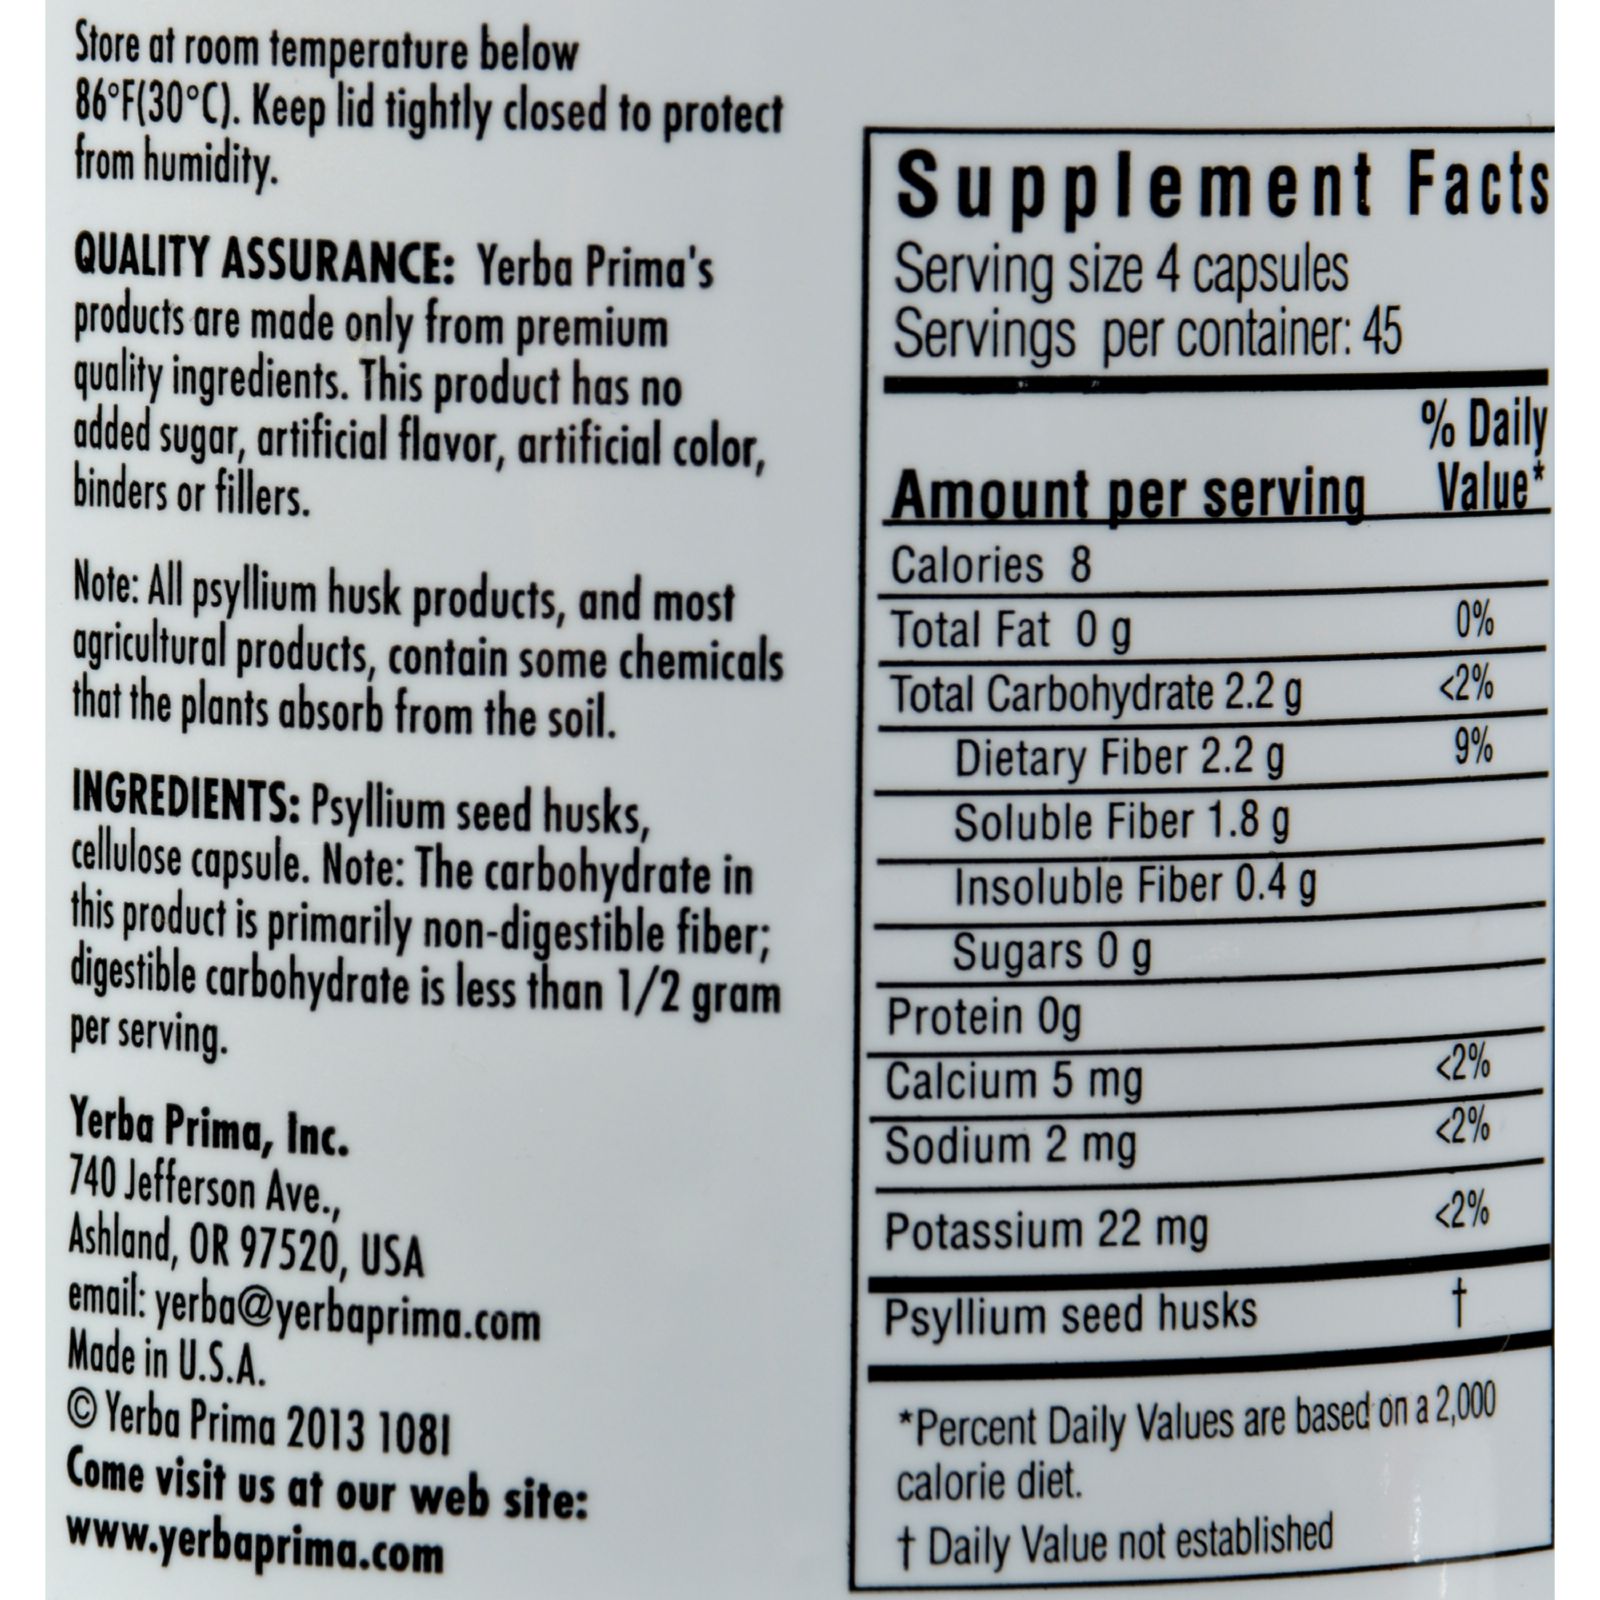 Store at room temperature below
86°F(30°C). Keep lid tightly closed to protect
from humidity.
QUALITY ASSURANCE: Yerba Prima's
products are made only from premium
quality ingredients. This product has no
added sugar, artificial flavor, artificial color,
binders or fillers.
Note: All psyllium husk products, and most
agricultural products, contain some chemicals
that the plants absorb from the soil.
INGREDIENTS: Psyllium seed husks,
cellulose capsule. Note: The carbohydrate in
this product is primarily non-digestible fiber;
digestible carbohydrate is less than 1/2 gram
per serving.
Yerba Prima, Inc.
740 Jefferson Ave.,
Ashland, OR 97520, USA
email: yerba@yerbaprima.com
Made in U.S.A.
© Yerba Prima 2013 108I
Come visit us at our web site:
www.yerbaprima.com
Supplement Facts
Serving size 4 capsules
Servings per container: 45
% Daily
Amount per serving Value*
Calories 8
Total Fat 0 g 0%
Total Carbohydrate 2.2 g <2%
Dietary Fiber 2.2 g 9%
Soluble Fiber 1.8 g
Insoluble Fiber 0.4 g
Sugars 0 g
Protein 0g
Calcium 5 mg <2%
Sodium 2 mg <2%
Potassium 22 mg <2%
Psyllium seed husks †
*Percent Daily Values are based on a 2,000
calorie diet.
† Daily Value not established